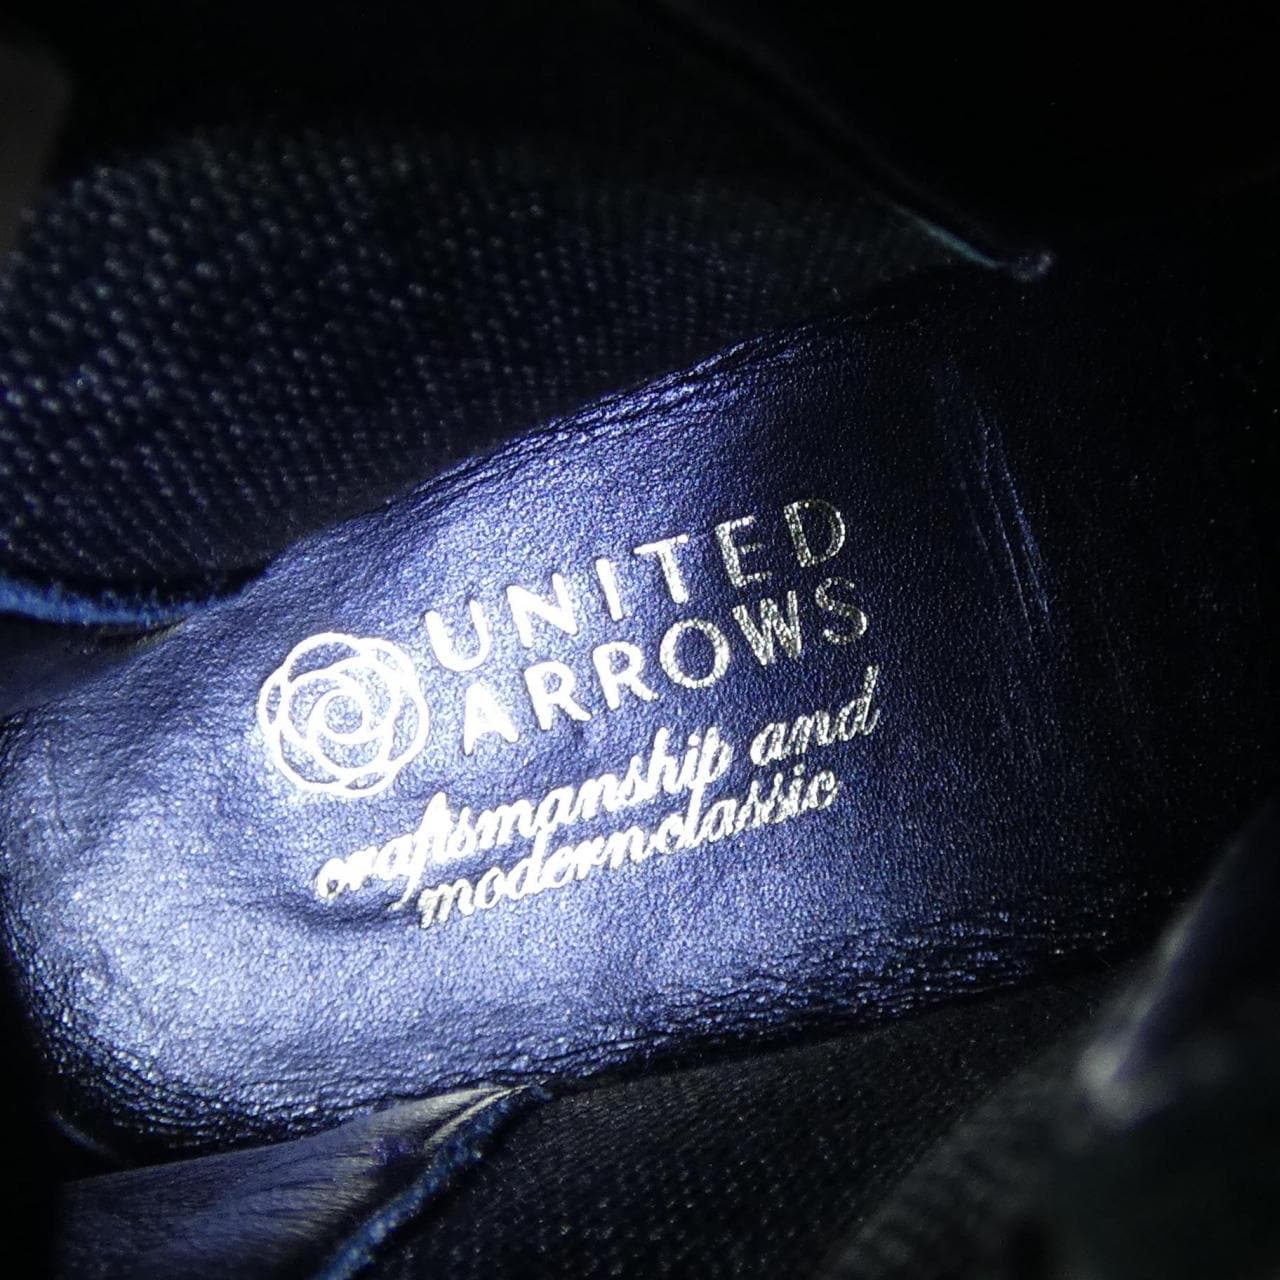 UNITED
ARROWS
craftsmanship and
modernclassic